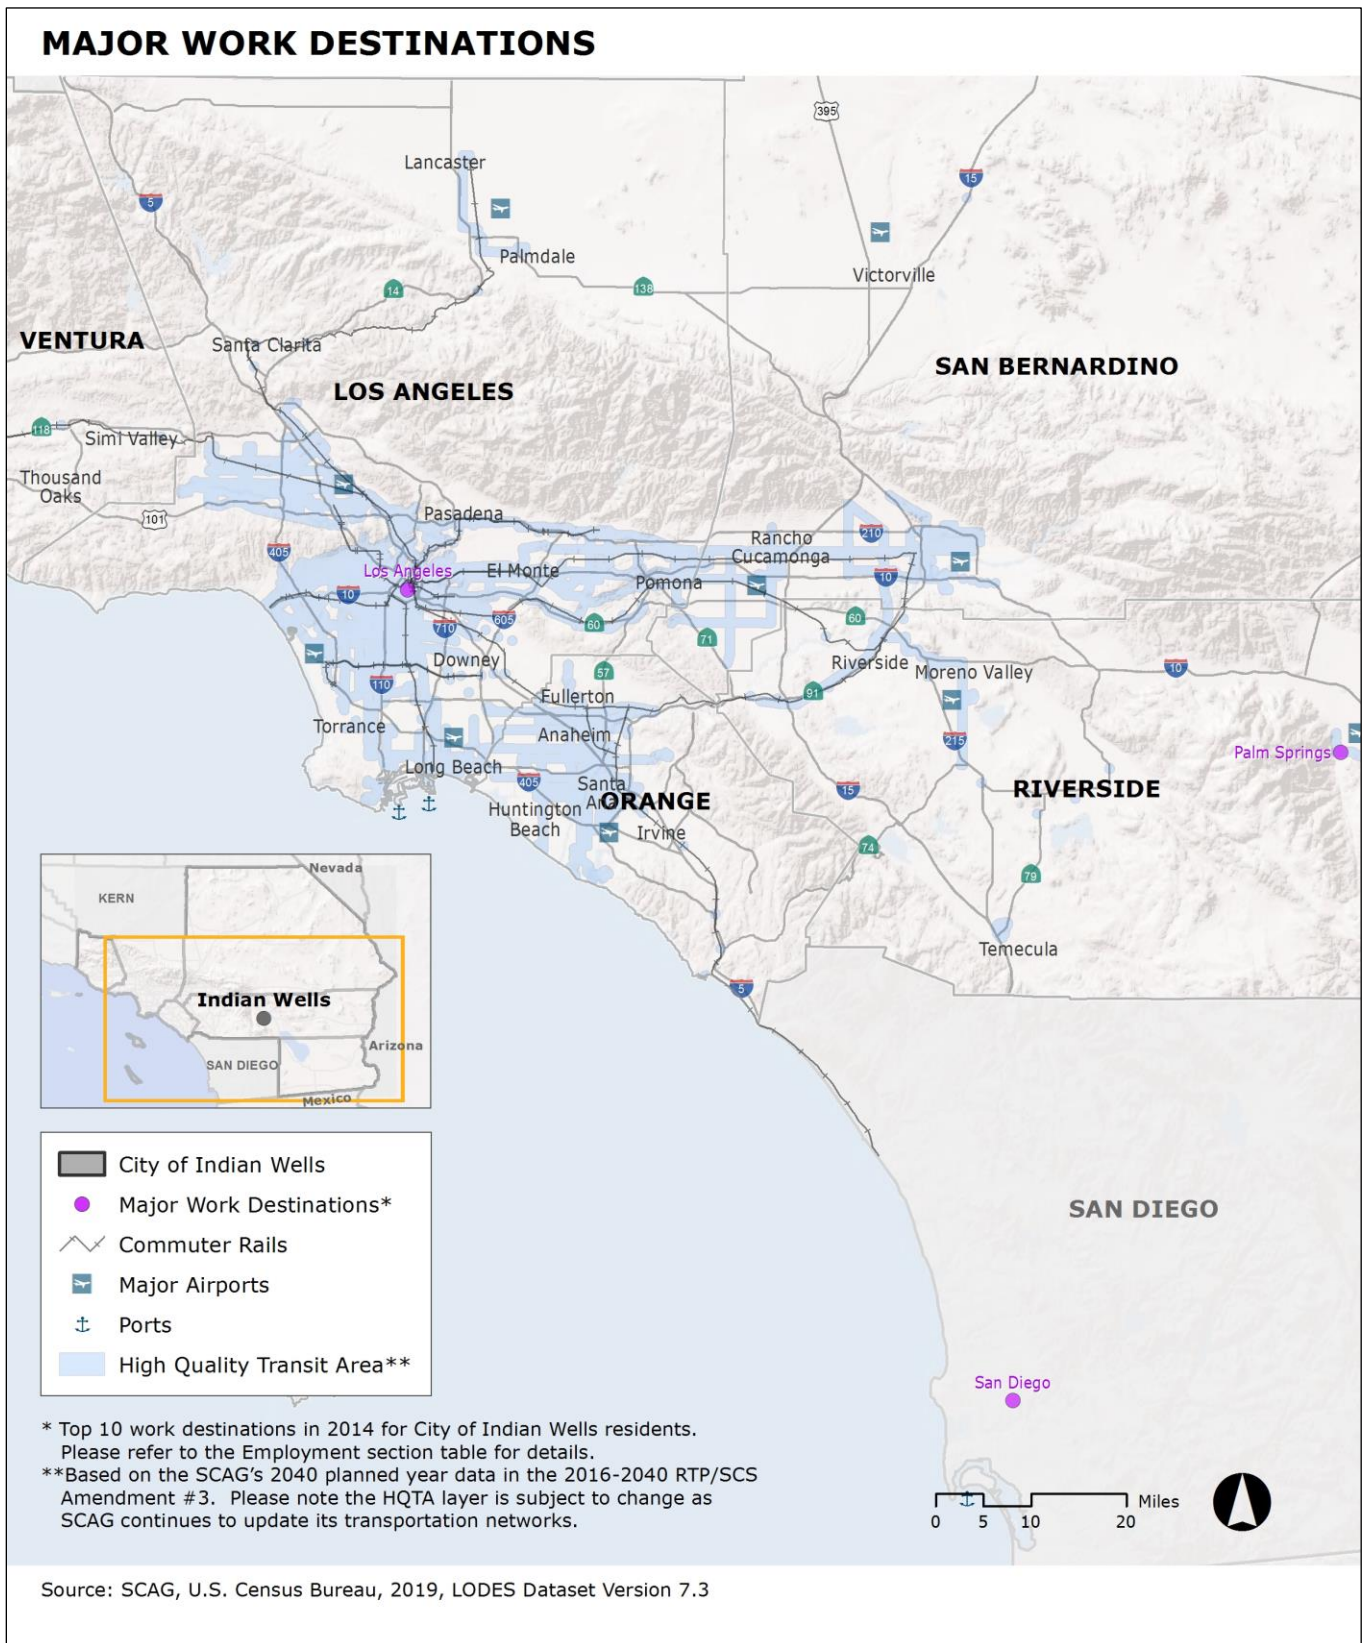 MAJOR WORK DESTINATIONS
395
Lancaster
15
5
Palmdale
Victorville
14
138
VENTURA
Santa Clarita
SAN BERNARDINO
LOS ANGELES
118
Simi Valley
Thousand
Oaks
101
Pasadena
405
210
Rancho
Cucamonga
Los Angeles
El Monte
Pomona
10
10
710
605
60
71
60
Downey
57
Riverside
Moreno Valley
10
110
Fullerton
91
Torrance
Anaheim
215
Palm Springs
Long Beach
405
Santa
Ana
ORANGE
15
RIVERSIDE
Huntington
Beach
Irvine
74
79
Temecula
5
Nevada
KERN
Indian Wells
Arizona
SAN DIEGO
Mexico
City of Indian Wells
Major Work Destinations*
Commuter Rails
Major Airports
Ports
High Quality Transit Area**
SAN DIEGO
San Diego
* Top 10 work destinations in 2014 for City of Indian Wells residents.
Please refer to the Employment section table for details.
**Based on the SCAG's 2040 planned year data in the 2016-2040 RTP/SCS
Amendment #3. Please note the HQTA layer is subject to change as
SCAG continues to update its transportation networks.
Miles
0 5 10 20
Source: SCAG, U.S. Census Bureau, 2019, LODES Dataset Version 7.3